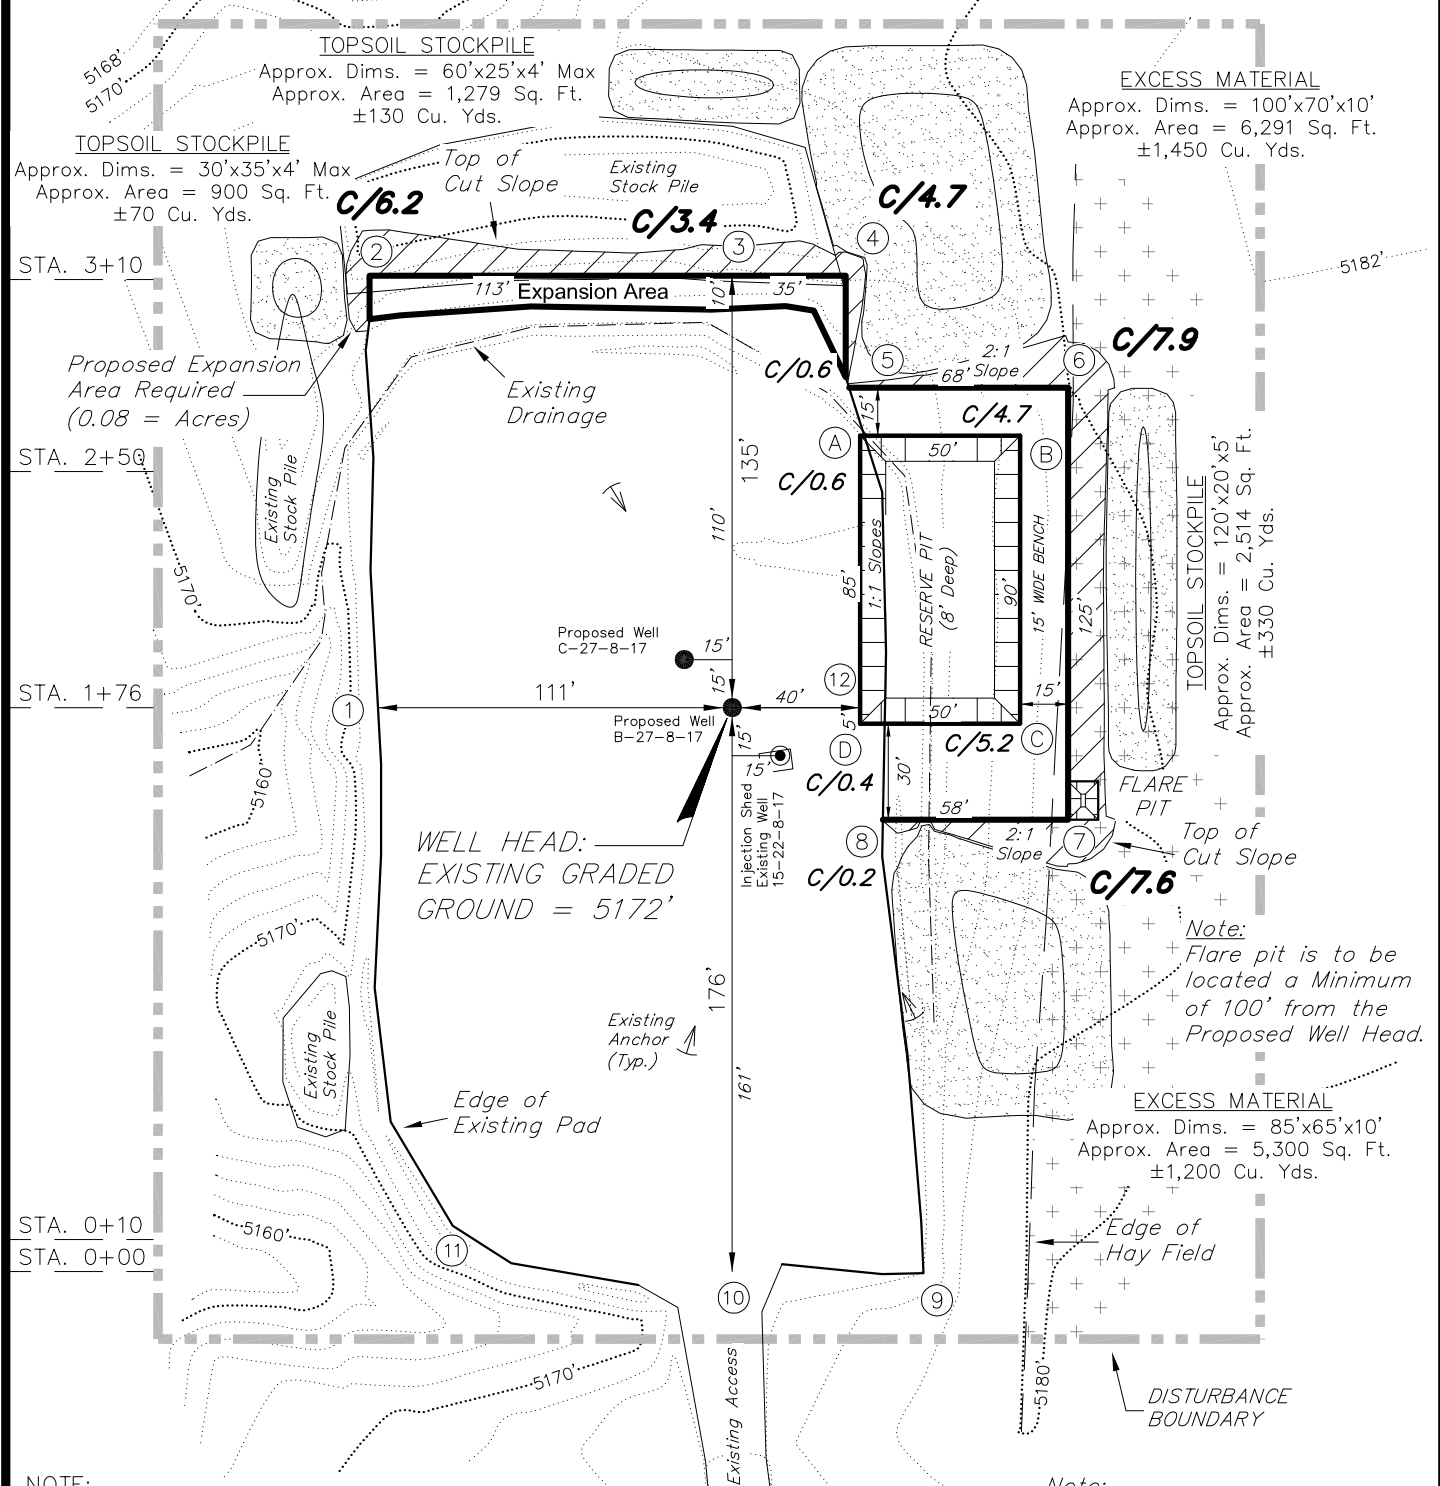 5168'
5170'
TOPSOIL STOCKPILE
Approx. Dims. = 60'x25'x4' Max
Approx. Area = 1,279 Sq. Ft.
±130 Cu. Yds.
EXCESS MATERIAL
Approx. Dims. = 100'x70'x10'
Approx. Area = 6,291 Sq. Ft.
±1,450 Cu. Yds.
TOPSOIL STOCKPILE
Approx. Dims. = 30'x35'x4' Max
Approx. Area = 900 Sq. Ft.
±70 Cu. Yds.
Top of
Cut Slope
Existing
Stock Pile
C/6.2
C/3.4
C/4.7
2
3
4
STA. 3+10
5182'
113'
Expansion Area
10'
35'
Proposed Expansion
Area Required
(0.08 = Acres)
Existing
Drainage
C/0.6
5
2:1
Slope
68'
6
C/7.9
15'
C/4.7
STA. 2+50
A
50'
B
C/0.6
135'
110'
Existing
Stock Pile
85'
1:1 Slopes
RESERVE PIT
(8' Deep)
90'
15' WIDE BENCH
125'
TOPSOIL STOCKPILE
Approx. Dims. = 120'x20'x5'
Approx. Area = 2,514 Sq. Ft.
±330 Cu. Yds.
5170'
Proposed Well
C-27-8-17
15'
15'
STA. 1+76
1
111'
40'
12
15'
Proposed Well
B-27-8-17
15'
15'
5'
50'
D
C/5.2
C
C/0.4
30'
58'
FLARE
PIT
5160'
Injection Shed
Existing Well
15-22-8-17
WELL HEAD:
EXISTING GRADED
GROUND = 5172'
8
C/0.2
2:1
Slope
7
Top of
Cut Slope
C/7.6
5170'
Note:
Flare pit is to be
located a Minimum
of 100' from the
Proposed Well Head.
176'
161'
Existing
Anchor
(Typ.)
Existing
Stock Pile
Edge of
Existing Pad
EXCESS MATERIAL
Approx. Dims. = 85'x65'x10'
Approx. Area = 5,300 Sq. Ft.
±1,200 Cu. Yds.
STA. 0+10
STA. 0+00
5160'
11
10
9
Edge of
Hay Field
5170'
Existing Access
5180'
DISTURBANCE
BOUNDARY
NOTE:
Note: